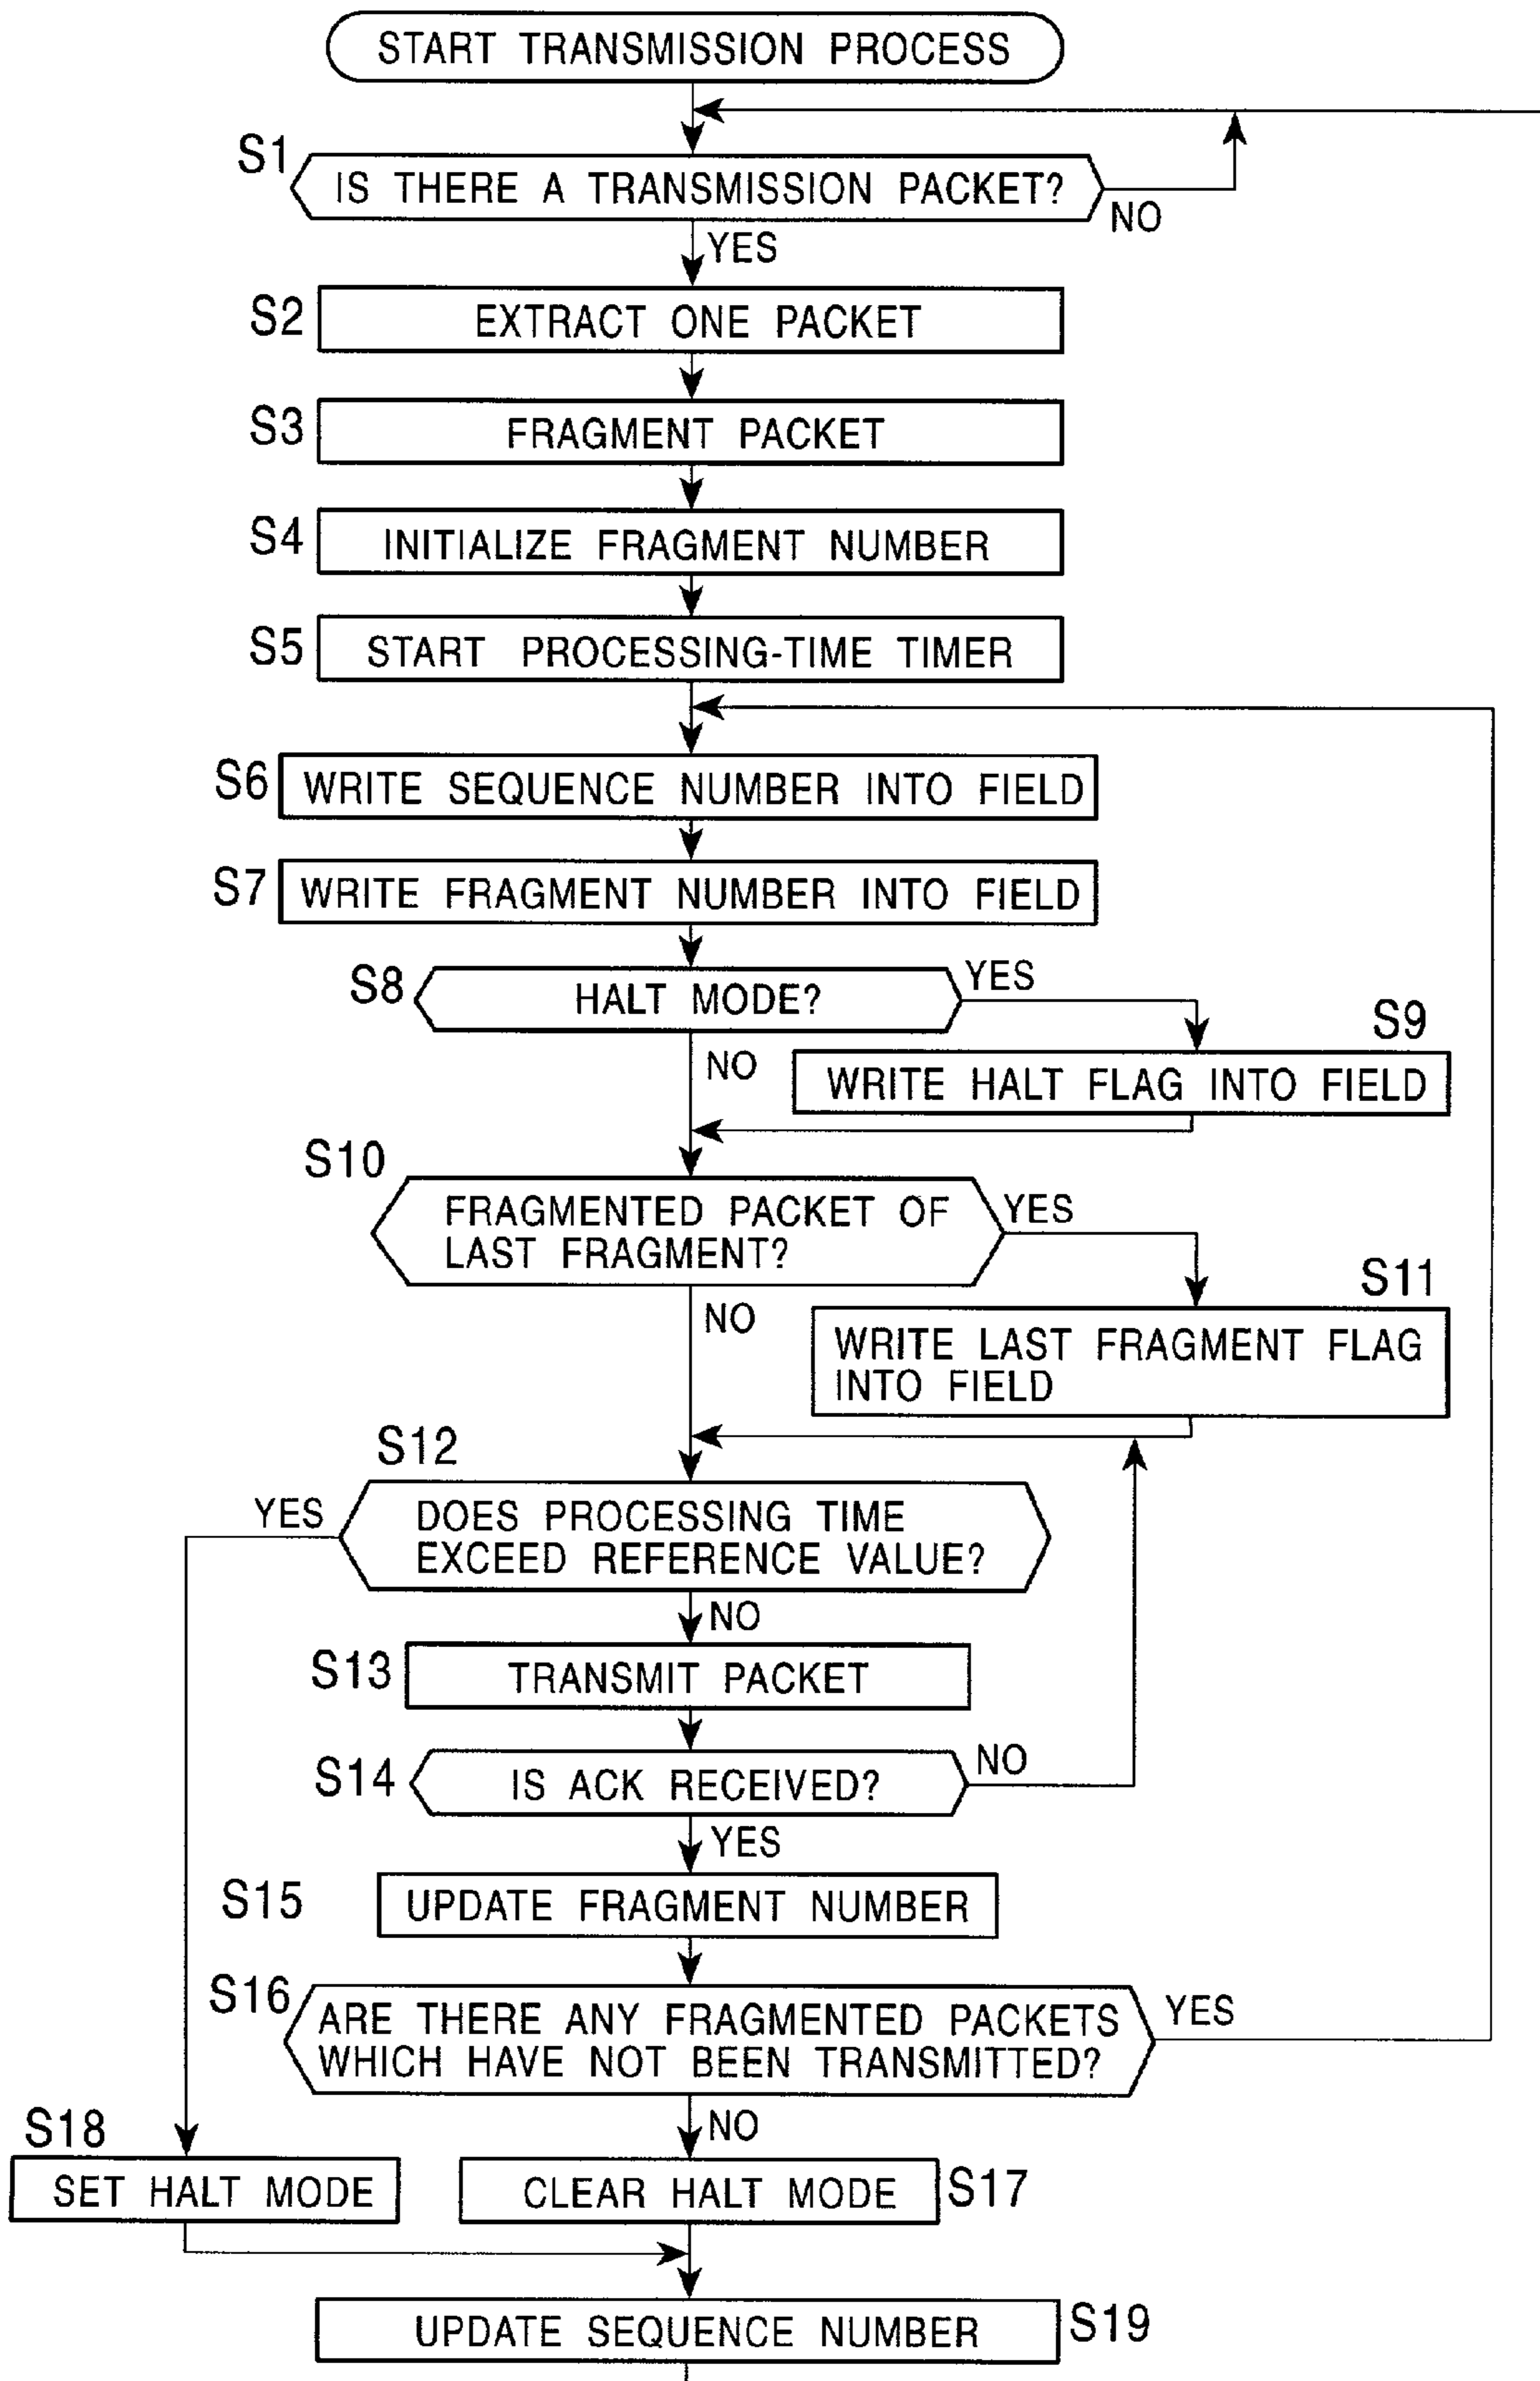 START TRANSMISSION PROCESS
S1
IS THERE A TRANSMISSION PACKET?
NO
YES
S2
EXTRACT ONE PACKET
S3
FRAGMENT PACKET
S4
INITIALIZE FRAGMENT NUMBER
S5
START PROCESSING-TIME TIMER
S6
WRITE SEQUENCE NUMBER INTO FIELD
S7
WRITE FRAGMENT NUMBER INTO FIELD
S8
HALT MODE?
YES
NO
S9
WRITE HALT FLAG INTO FIELD
S10
FRAGMENTED PACKET OF
LAST FRAGMENT?
YES
NO
S11
WRITE LAST FRAGMENT FLAG
INTO FIELD
S12
YES
DOES PROCESSING TIME
EXCEED REFERENCE VALUE?
NO
S13
TRANSMIT PACKET
S14
IS ACK RECEIVED?
NO
YES
S15
UPDATE FRAGMENT NUMBER
S16
ARE THERE ANY FRAGMENTED PACKETS
WHICH HAVE NOT BEEN TRANSMITTED?
YES
NO
S18
SET HALT MODE
CLEAR HALT MODE
S17
UPDATE SEQUENCE NUMBER
S19